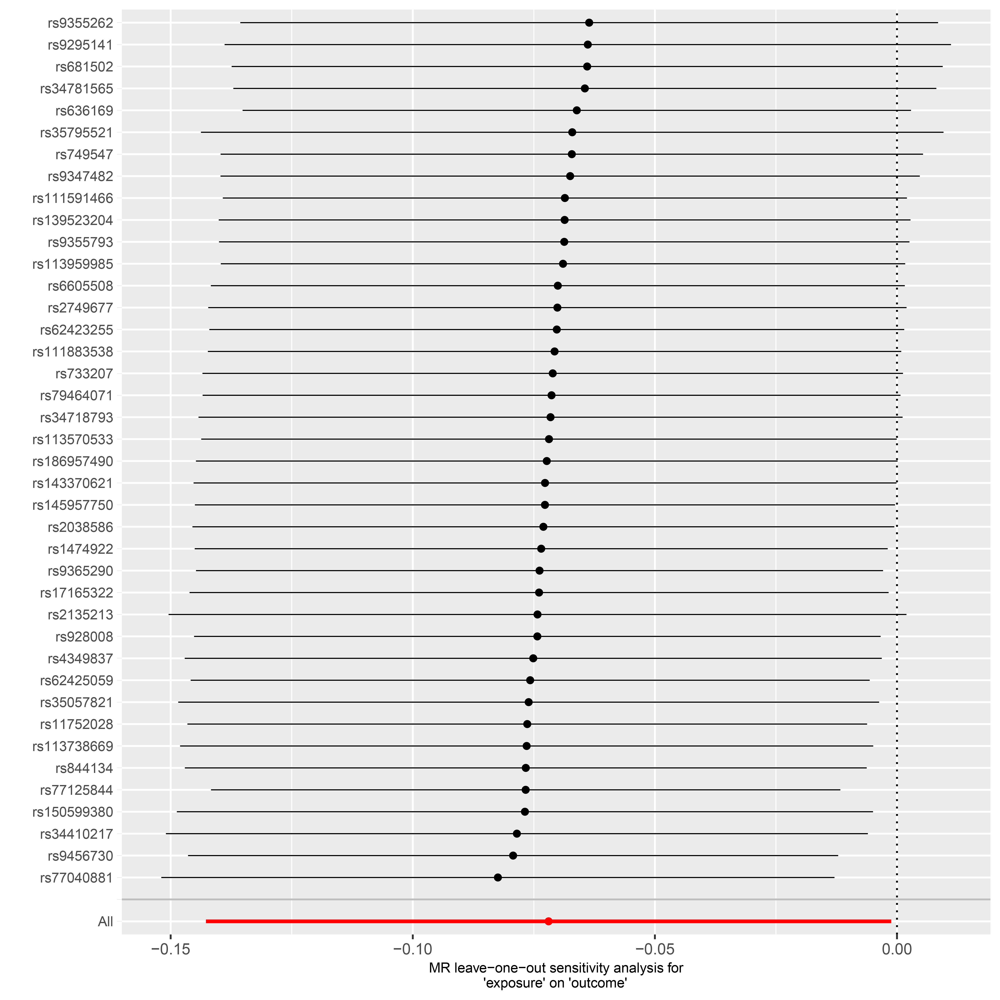 rs9355262
rs9295141
rs681502
rs34781565
rs636169
rs35795521
rs749547
rs9347482
rs111591466
rs139523204
rs9355793
rs113959985
rs6605508
rs2749677
rs62423255
rs111883538
rs733207
rs79464071
rs34718793
rs113570533
rs186957490
rs143370621
rs145957750
rs2038586
rs1474922
rs9365290
rs17165322
rs2135213
rs928008
rs4349837
rs62425059
rs35057821
rs11752028
rs113738669
rs844134
rs77125844
rs150599380
rs34410217
rs9456730
rs77040881
All
−0.15 −0.10 −0.05 0.00
MR leave−one−out sensitivity analysis for
'exposure' on 'outcome'